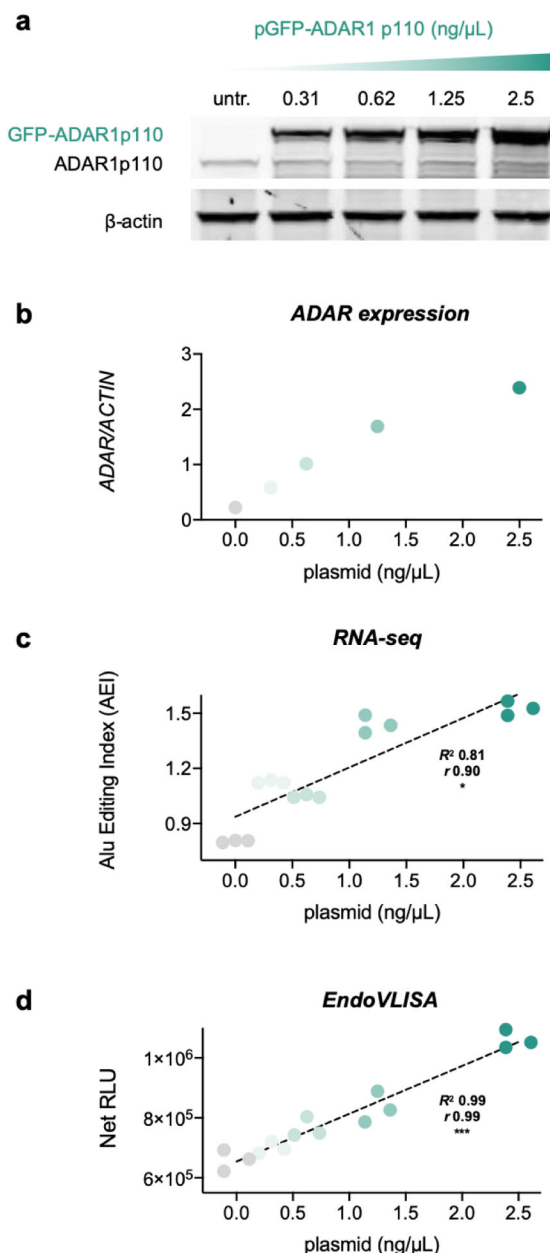 a
pGFP-ADAR1 p110 (ng/µL)
untr. 0.31 0.62 1.25 2.5
GFP-ADAR1p110
ADAR1p110
β-actin
b
ADAR expression
3
2
1
0
ADAR/ACTIN
0.0 0.5 1.0 1.5 2.0 2.5
plasmid (ng/µL)
c
RNA-seq
1.5
1.2
0.9
Alu Editing Index (AEI)
R² 0.81
r 0.90
*
0.0 0.5 1.0 1.5 2.0 2.5
plasmid (ng/µL)
d
EndoVLISA
1×10⁶
8×10⁵
6×10⁵
Net RLU
R² 0.99
r 0.99
***
0.0 0.5 1.0 1.5 2.0 2.5
plasmid (ng/µL)